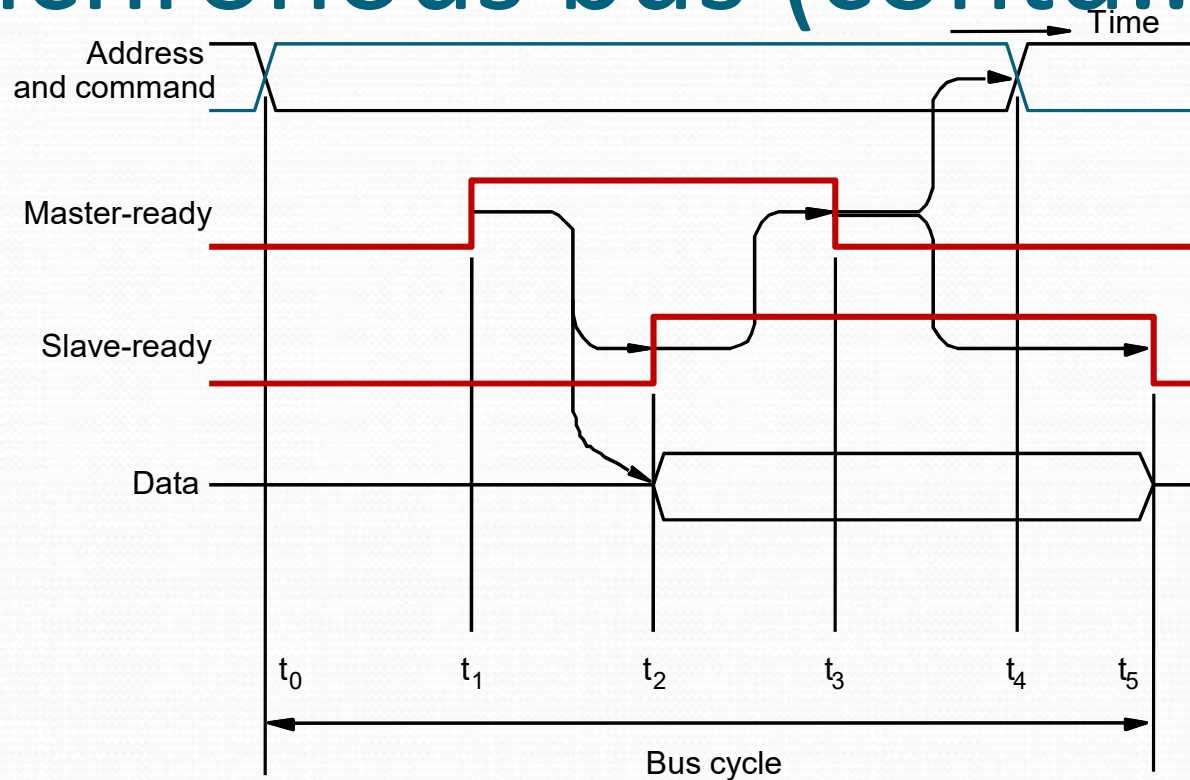 Time
Address
and command
Master-ready
Slave-ready
Data
t0 t1 t2 t3 t4 t5
Bus cycle